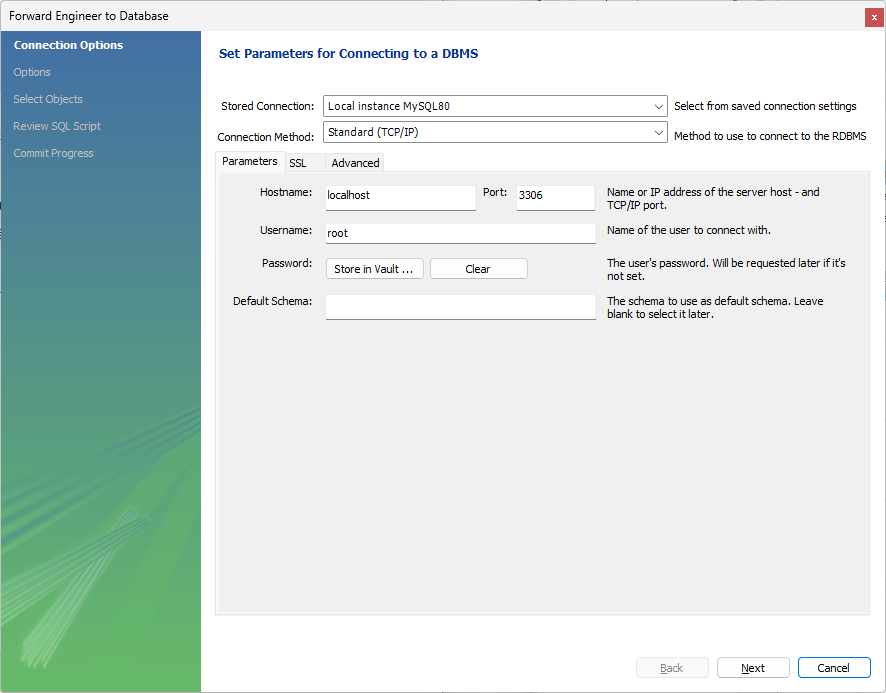 Forward Engineer to Database
x
Connection Options
Options
Select Objects
Review SQL Script
Commit Progress
Set Parameters for Connecting to a DBMS
Stored Connection: Local instance MySQL80 Select from saved connection settings
Connection Method: Standard (TCP/IP) Method to use to connect to the RDBMS
Parameters SSL Advanced
Hostname: localhost Port: 3306 Name or IP address of the server host - and
TCP/IP port.
Username: root Name of the user to connect with.
Password: Store in Vault ... Clear The user's password. Will be requested later if it's
not set.
Default Schema: The schema to use as default schema. Leave
blank to select it later.
Back Next Cancel